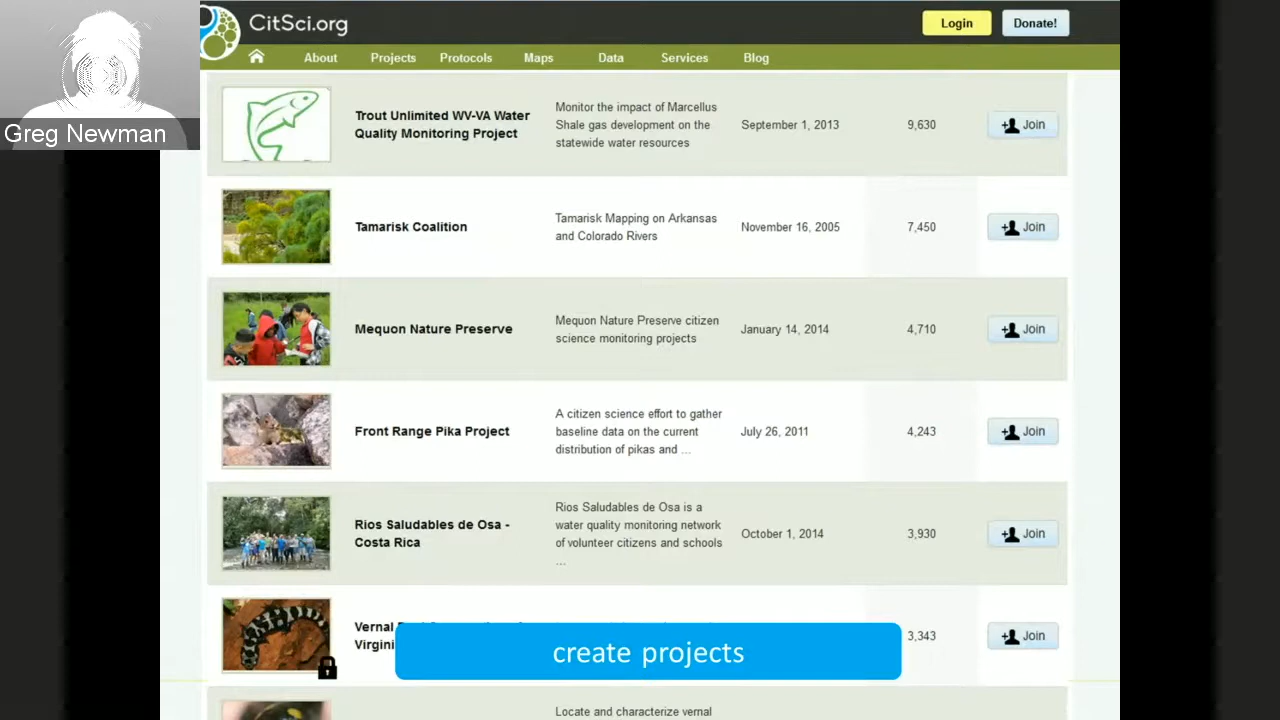 Greg Newman
CitSci.org
Login
Donate!
About
Projects
Protocols
Maps
Data
Services
Blog
Trout Unlimited WV-VA Water
Quality Monitoring Project
Monitor the impact of Marcellus
Shale gas development on the
statewide water resources
September 1, 2013
9,630
Join
Tamarisk Coalition
Tamarisk Mapping on Arkansas
and Colorado Rivers
November 16, 2005
7,450
Join
Mequon Nature Preserve
Mequon Nature Preserve citizen
science monitoring projects
January 14, 2014
4,710
Join
Front Range Pika Project
A citizen science effort to gather
baseline data on the current
distribution of pikas and ...
July 26, 2011
4,243
Join
Rios Saludables de Osa -
Costa Rica
Rios Saludables de Osa is a
water quality monitoring network
of volunteer citizens and schools
...
October 1, 2014
3,930
Join
3,343
Join
create projects
Locate and characterize vernal